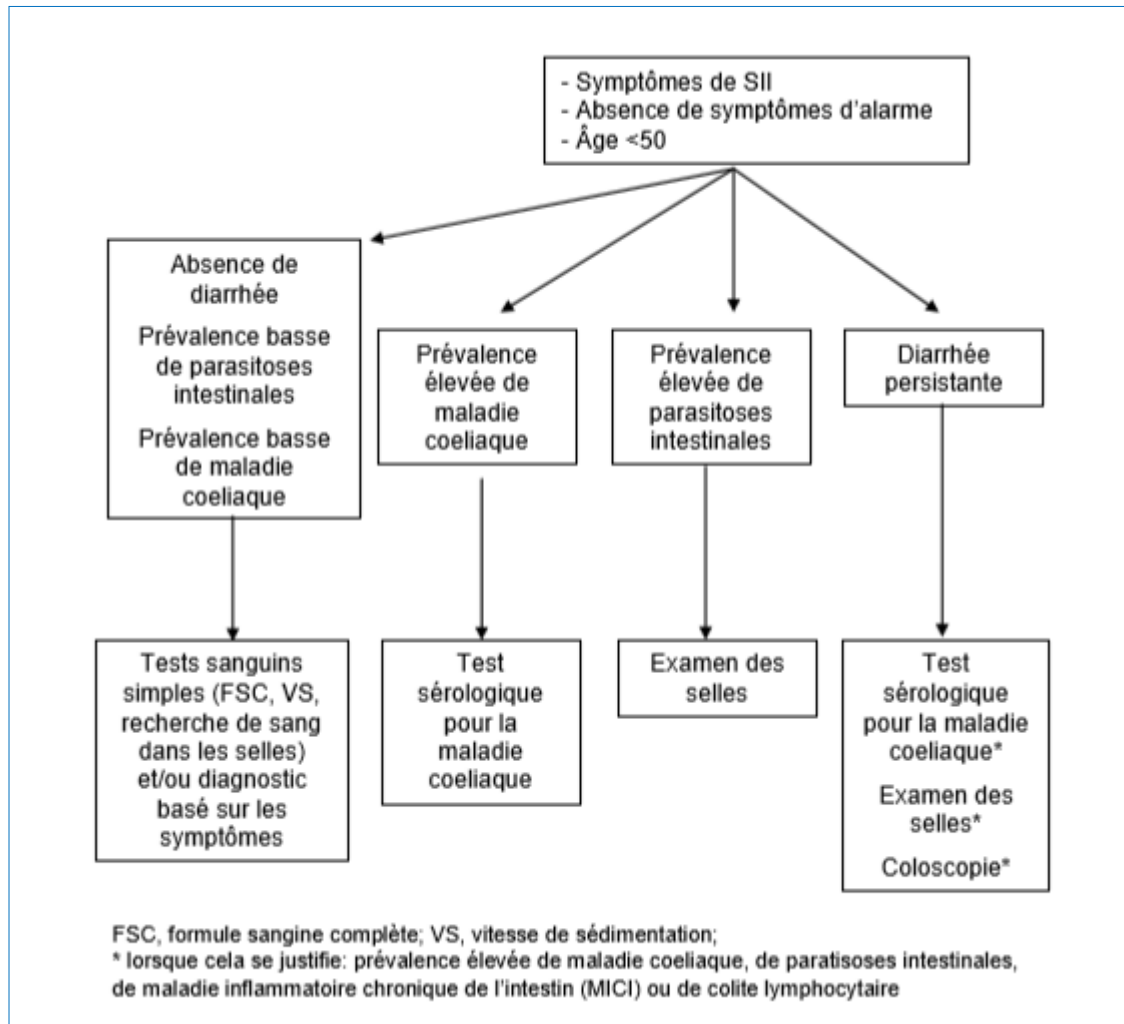 - Symptômes de SII
- Absence de symptômes d'alarme
- Âge <50
Absence de
diarrhée
Prévalence basse
de parasitoses
intestinales
Prévalence basse
de maladie
coeliaque
Prévalence
élevée de
maladie
coeliaque
Prévalence
élevée de
parasitoses
intestinales
Diarrhée
persistante
Tests sanguins
simples (FSC, VS,
recherche de sang
dans les selles)
et/ou diagnostic
basé sur les
symptômes
Test
sérologique
pour la
maladie
coeliaque
Examen des
selles
Test
sérologique
pour la maladie
coeliaque*
Examen des
selles*
Coloscopie*
FSC, formule sangine complète; VS, vitesse de sédimentation;
* lorsque cela se justifie: prévalence élevée de maladie coeliaque, de paratisoses intestinales,
de maladie inflammatoire chronique de l'intestin (MICI) ou de colite lymphocytaire